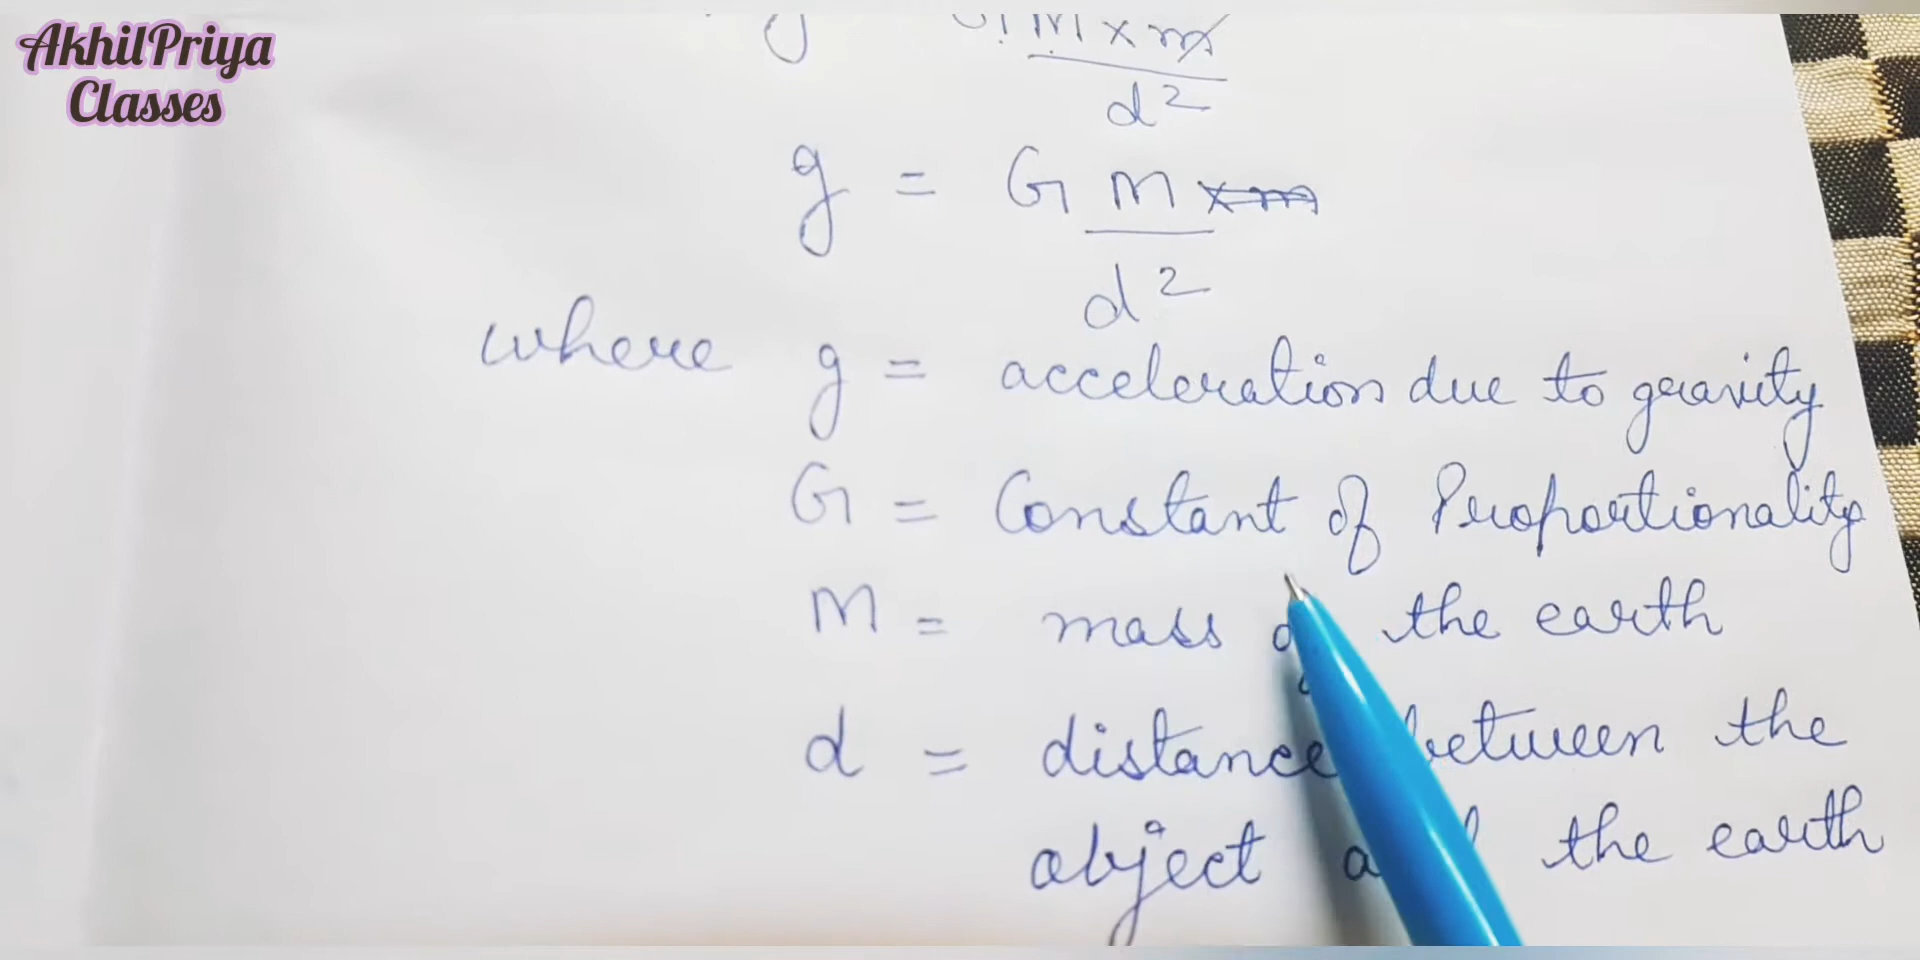 AkhilPriya
Classes
M × m
d²
g = G M × m
d²
where g = acceleration due to gravity
G = Constant of Proportionality
M = mass the earth
d = distance between the
object the earth